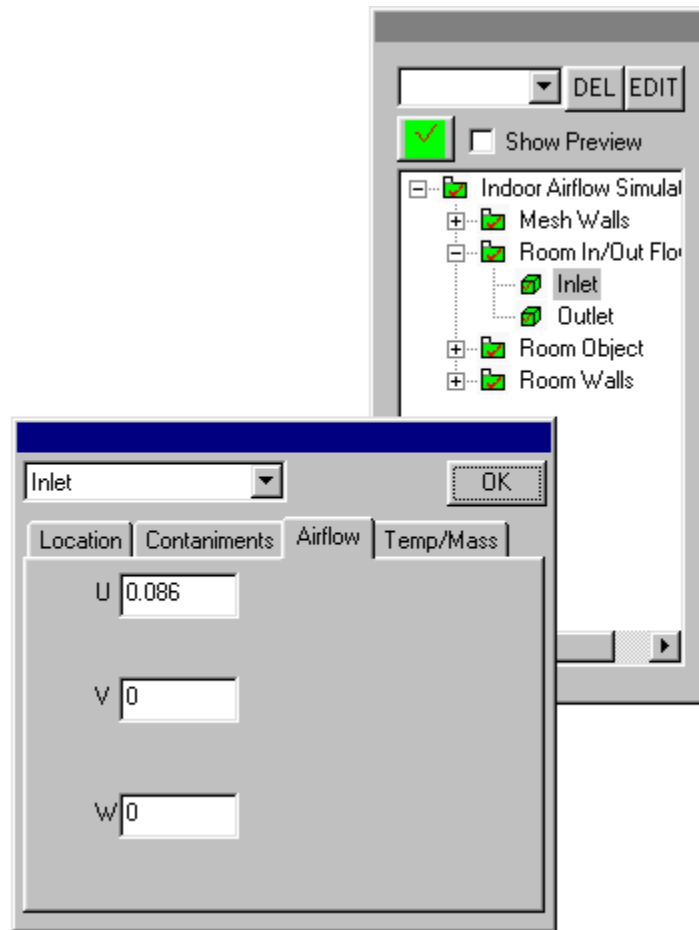 DEL EDIT
Show Preview
Indoor Airflow Simulat
Mesh Walls
Room In/Out Flo
Inlet
Outlet
Room Object
Room Walls
Inlet OK
Location Contaniments Airflow Temp/Mass
U 0.086
V 0
W 0